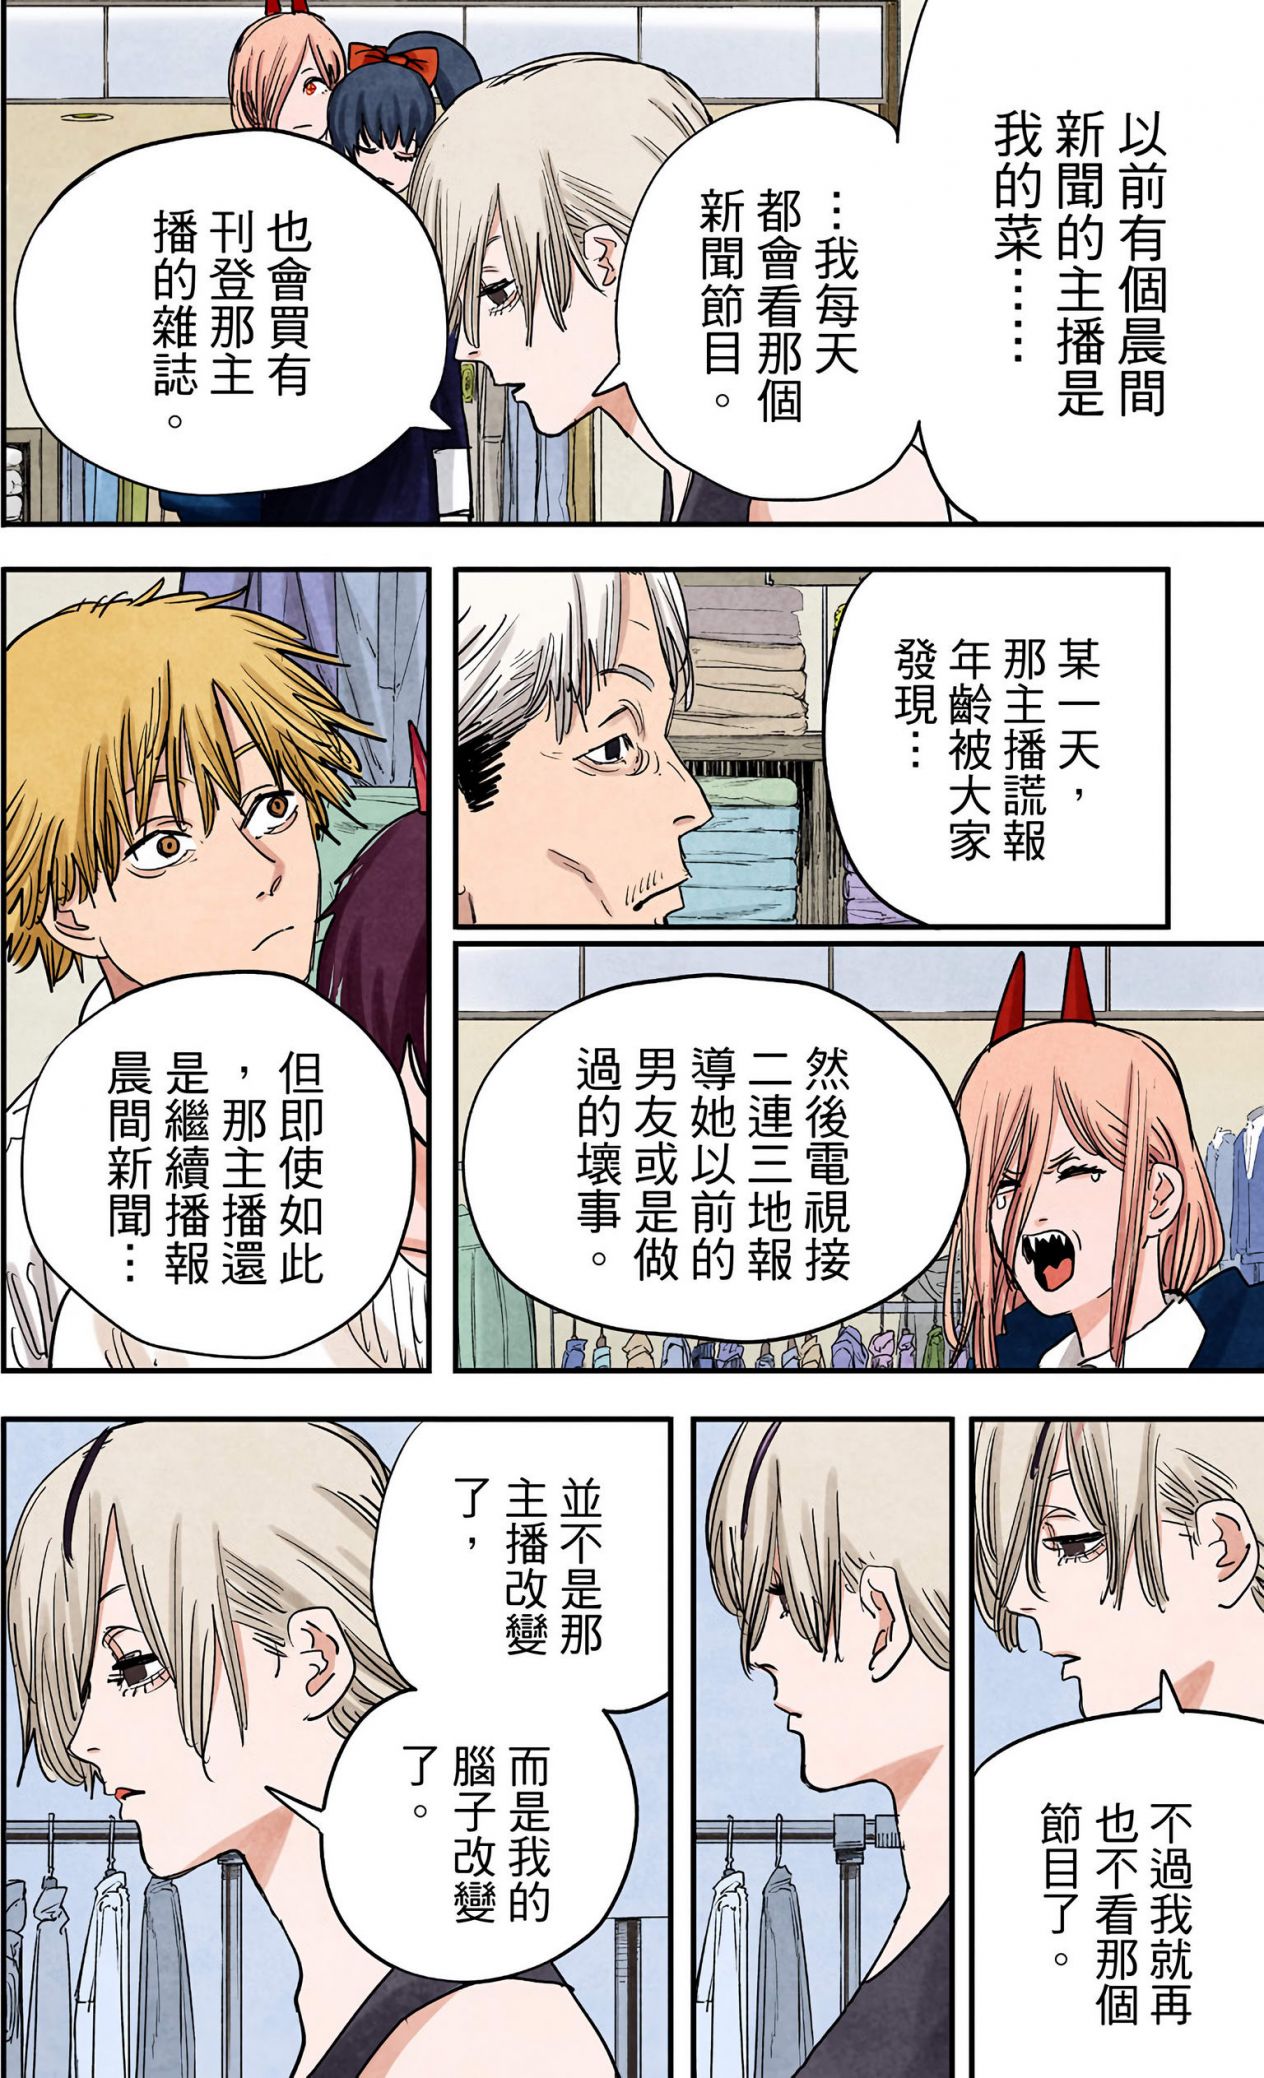 以前有個晨間
新聞的主播是
我的菜……
…我每天
都會看那個
新聞節目。
也會買有
刊登那主
播的雜誌。
某一天，
那主播謊報
年齡被大家
發現…
然後電視接
二連三地報
導她以前的
男友或是做
過的壞事。
但即使如此
，那主播還
是繼續播報
晨間新聞…
不過我就再
也不看那個
節目了。
並不是那
主播改變
了，
而是我的
腦子改變
了。